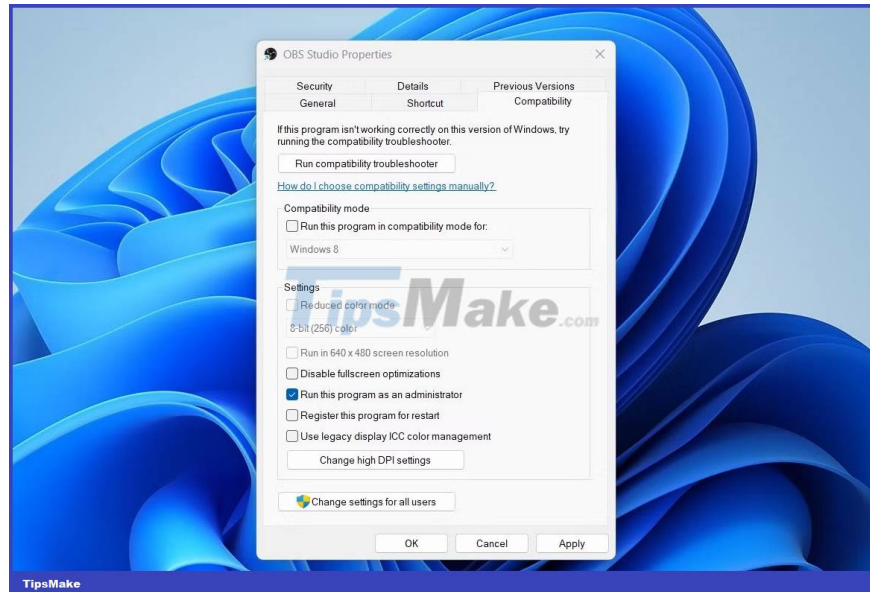 OBS Studio Properties
Security Details Previous Versions
General Shortcut Compatibility
If this program isn't working correctly on this version of Windows, try
running the compatibility troubleshooter.
Run compatibility troubleshooter
How do I choose compatibility settings manually?
Compatibility mode
Run this program in compatibility mode for:
Windows 8
Settings
Reduced color mode
8-bit (256) color
TipsMake.com
Run in 640 x 480 screen resolution
Disable fullscreen optimizations
Run this program as an administrator
Register this program for restart
Use legacy display ICC color management
Change high DPI settings
Change settings for all users
OK Cancel Apply
TipsMake